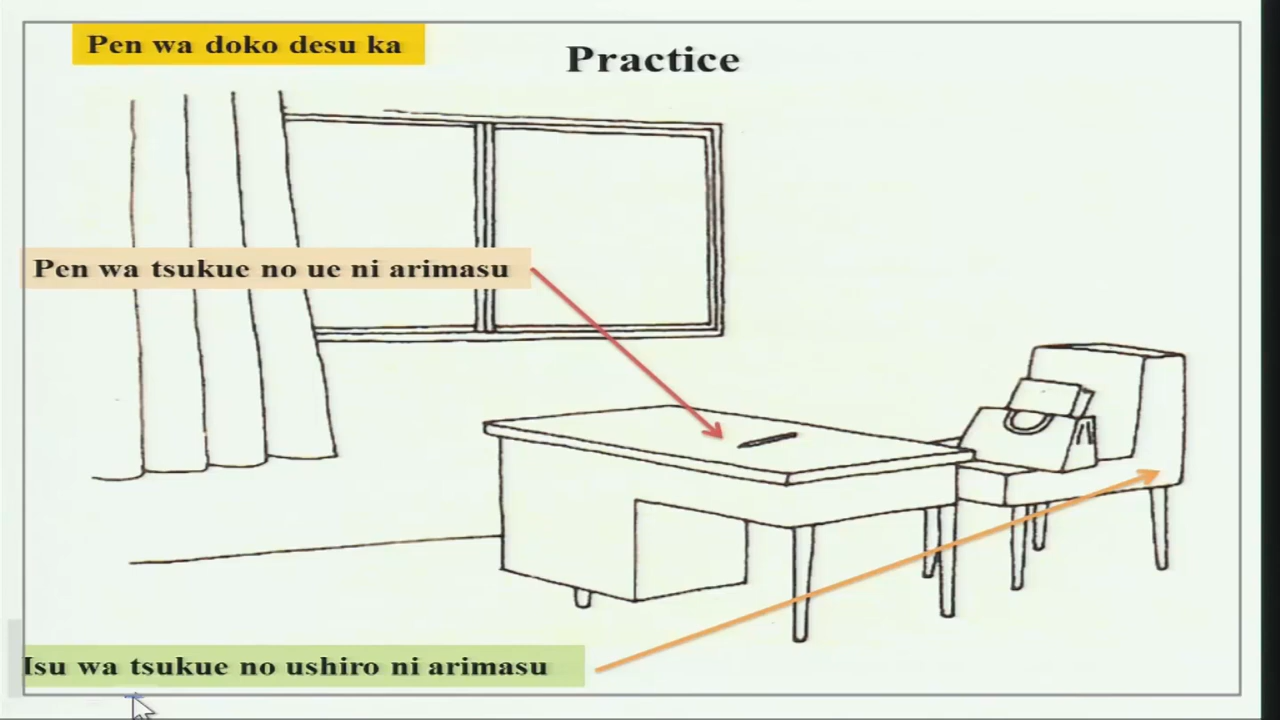 Pen wa doko desu ka
Practice
Pen wa tsukue no ue ni arimasu
Isu wa tsukue no ushiro ni arimasu